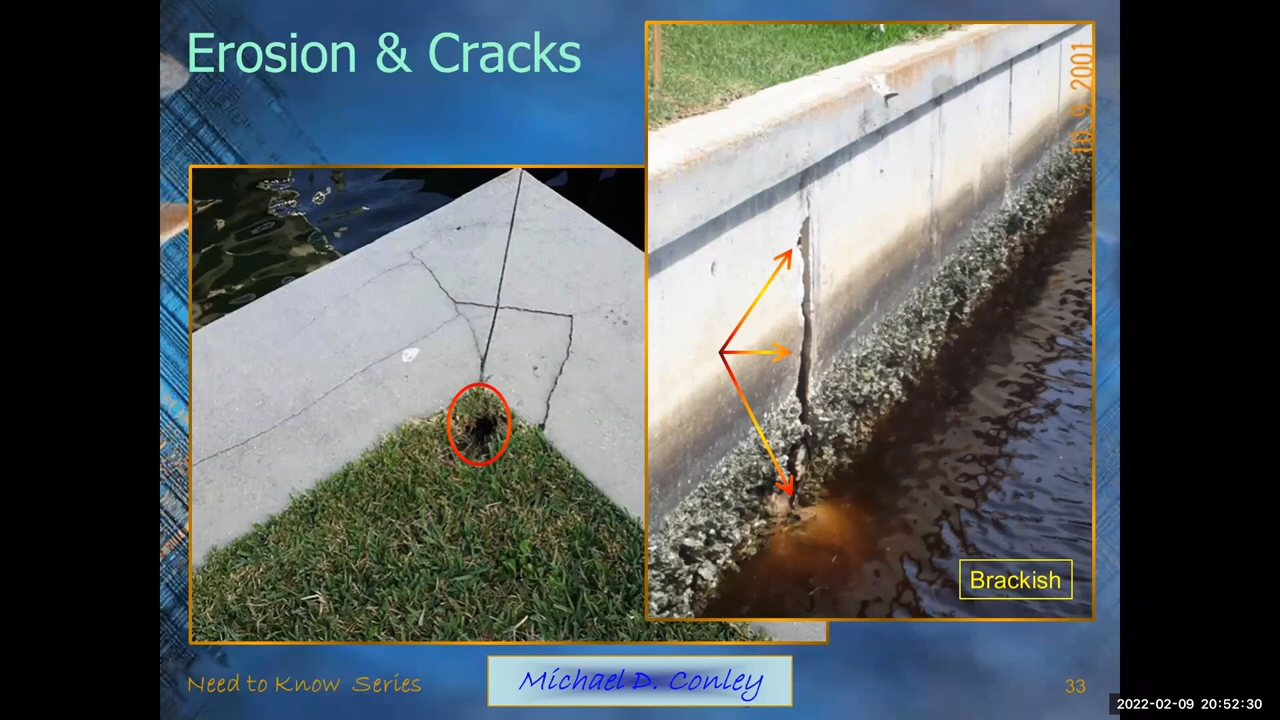 Erosion & Cracks
10 9 2001
Brackish
Need to Know Series
Michael D. Conley
33
2022-02-09 20:52:30